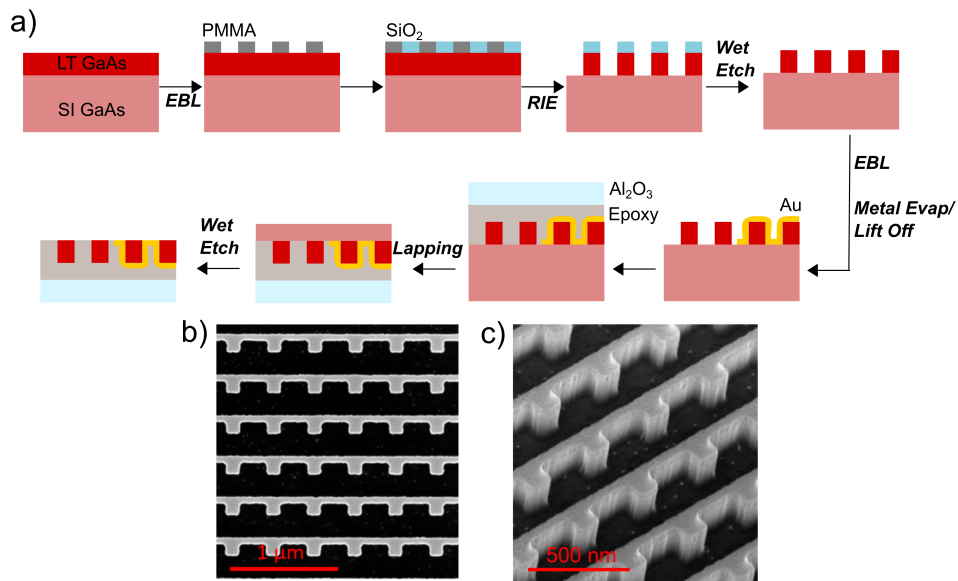 a)
PMMA
SiO₂
LT GaAs
SI GaAs
EBL
RIE
Wet
Etch
EBL
Metal Evap/
Lift Off
Au
Al₂O₃
Epoxy
Lapping
Wet
Etch
b)
c)
1 µm
500 nm